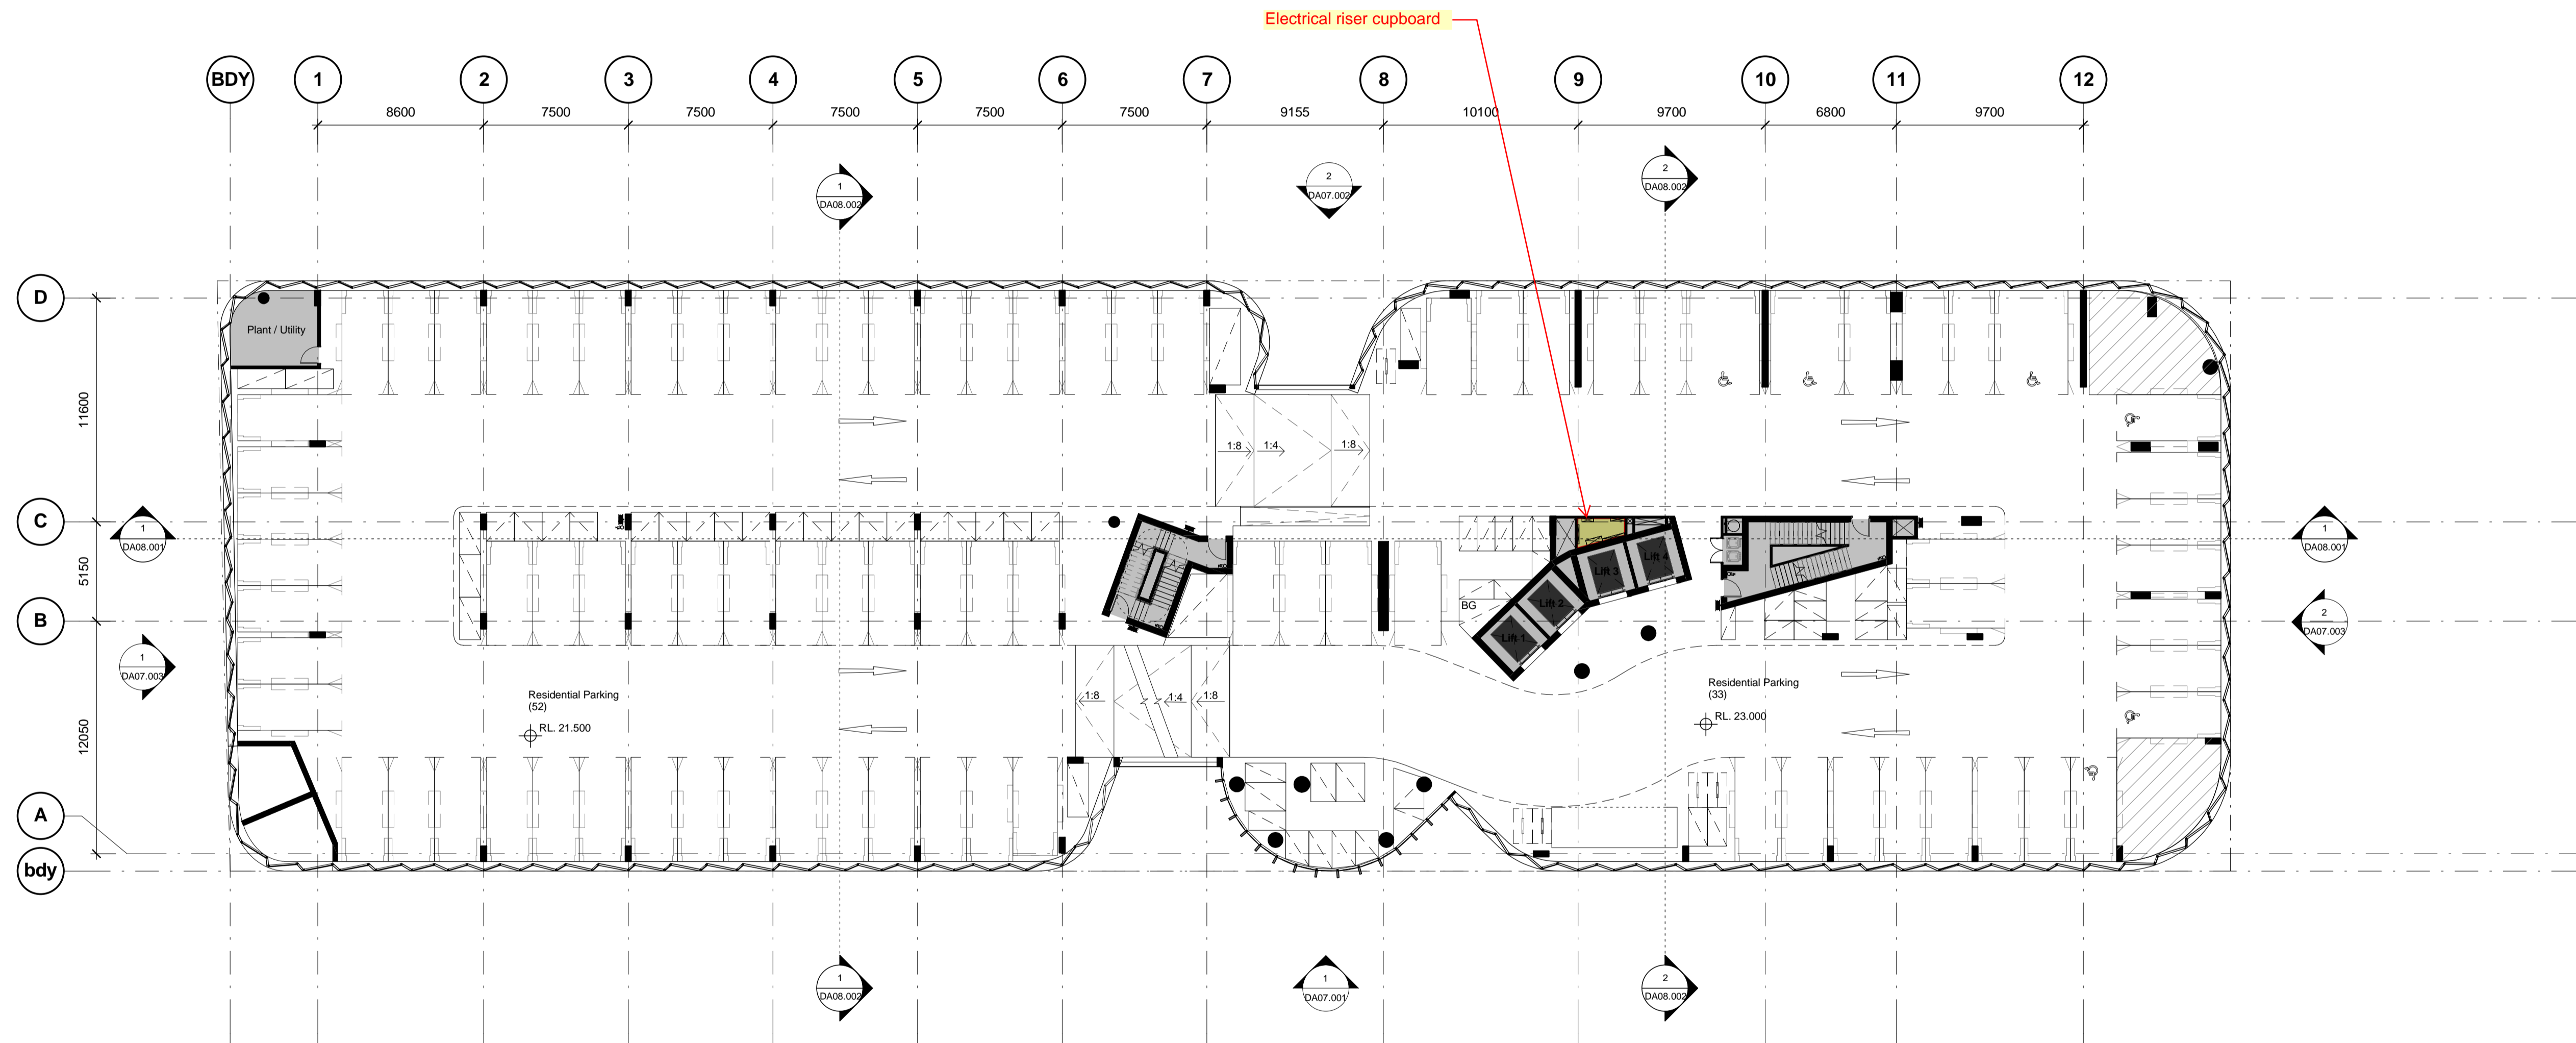 Electrical riser cupboard
BDY 1 2 3 4 5 6 7 8 9 10 11 12
8600 7500 7500 7500 7500 7500 9155 10100 9700 6800 9700
1
DA08.002
2
DA07.002
2
DA08.002
D
Plant / Utility
11600
1:8 1:4 1:8
C
1
DA08.001
1
DA08.001
5150
Lift 4
Lift 3
Lift 2
Lift 1
BG
B
2
DA07.003
1
DA07.003
1:8 1:4 1:8
Residential Parking
(52)
RL. 21.500
Residential Parking
(33)
RL. 23.000
12050
A
bdy
1
DA08.002
1
DA07.001
2
DA08.002